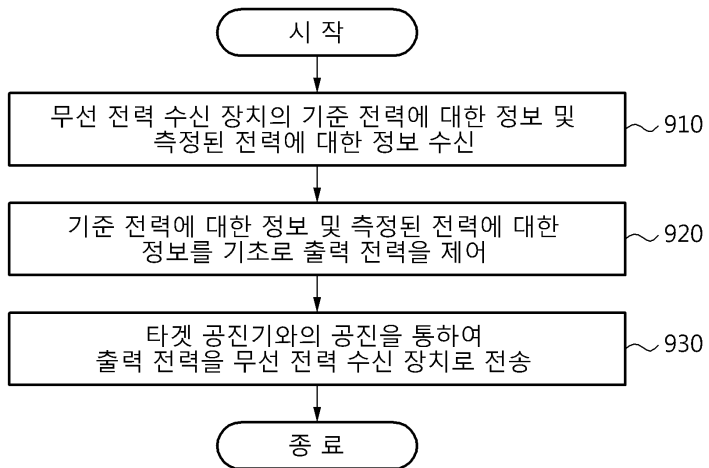 시 작
무선 전력 수신 장치의 기준 전력에 대한 정보 및
측정된 전력에 대한 정보 수신
910
기준 전력에 대한 정보 및 측정된 전력에 대한
정보를 기초로 출력 전력을 제어
920
타겟 공진기와의 공진을 통하여
출력 전력을 무선 전력 수신 장치로 전송
930
종 료